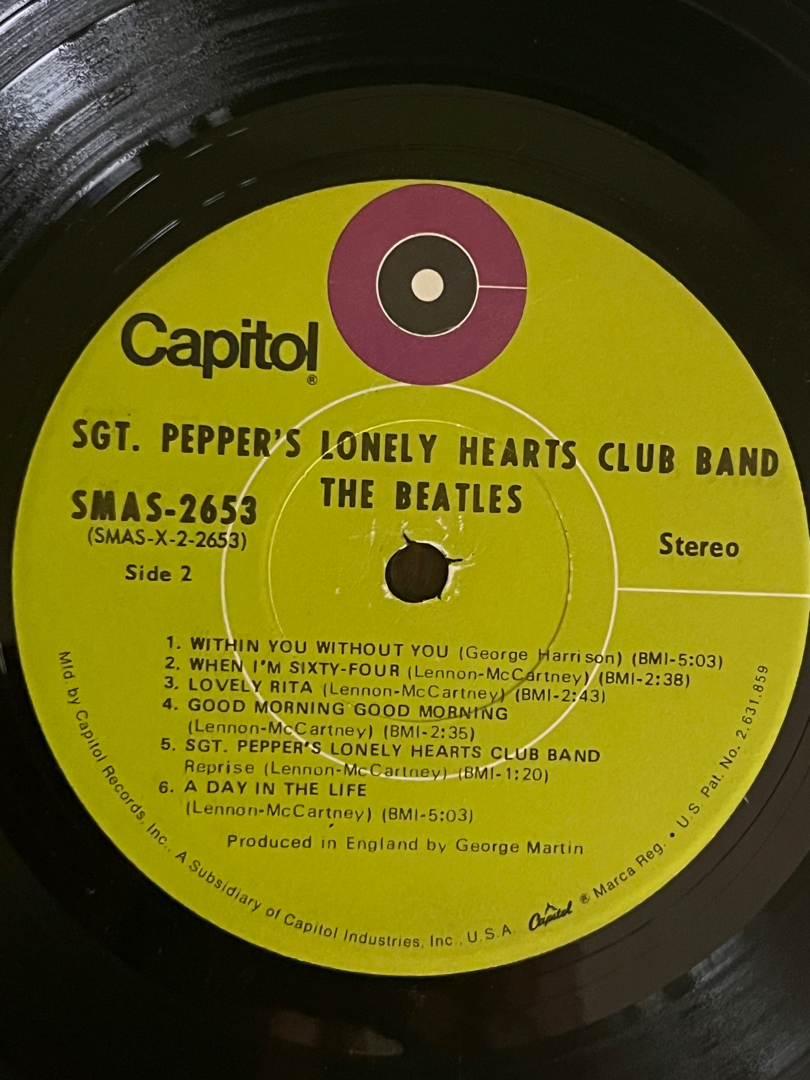 Capitol®
SGT. PEPPER'S LONELY HEARTS CLUB BAND
THE BEATLES
SMAS-2653
(SMAS-X-2-2653)
Side 2
Stereo
1. WITHIN YOU WITHOUT YOU (George Harrison) (BMI-5:03)
2. WHEN I'M SIXTY-FOUR (Lennon-McCartney) (BMI-2:38)
3. LOVELY RITA (Lennon-McCartney) (BMI-2:43)
4. GOOD MORNING GOOD MORNING
(Lennon-McCartney) (BMI-2:35)
5. SGT. PEPPER'S LONELY HEARTS CLUB BAND
Reprise (Lennon-McCartney) (BMI-1:20)
6. A DAY IN THE LIFE
(Lennon-McCartney) (BMI-5:03)
Produced in England by George Martin
Mfd. by Capitol Records, Inc., A Subsidiary of Capitol Industries, Inc., U.S.A. Capitol ® Marca Reg. • U.S. Pat. No. 2,631,859